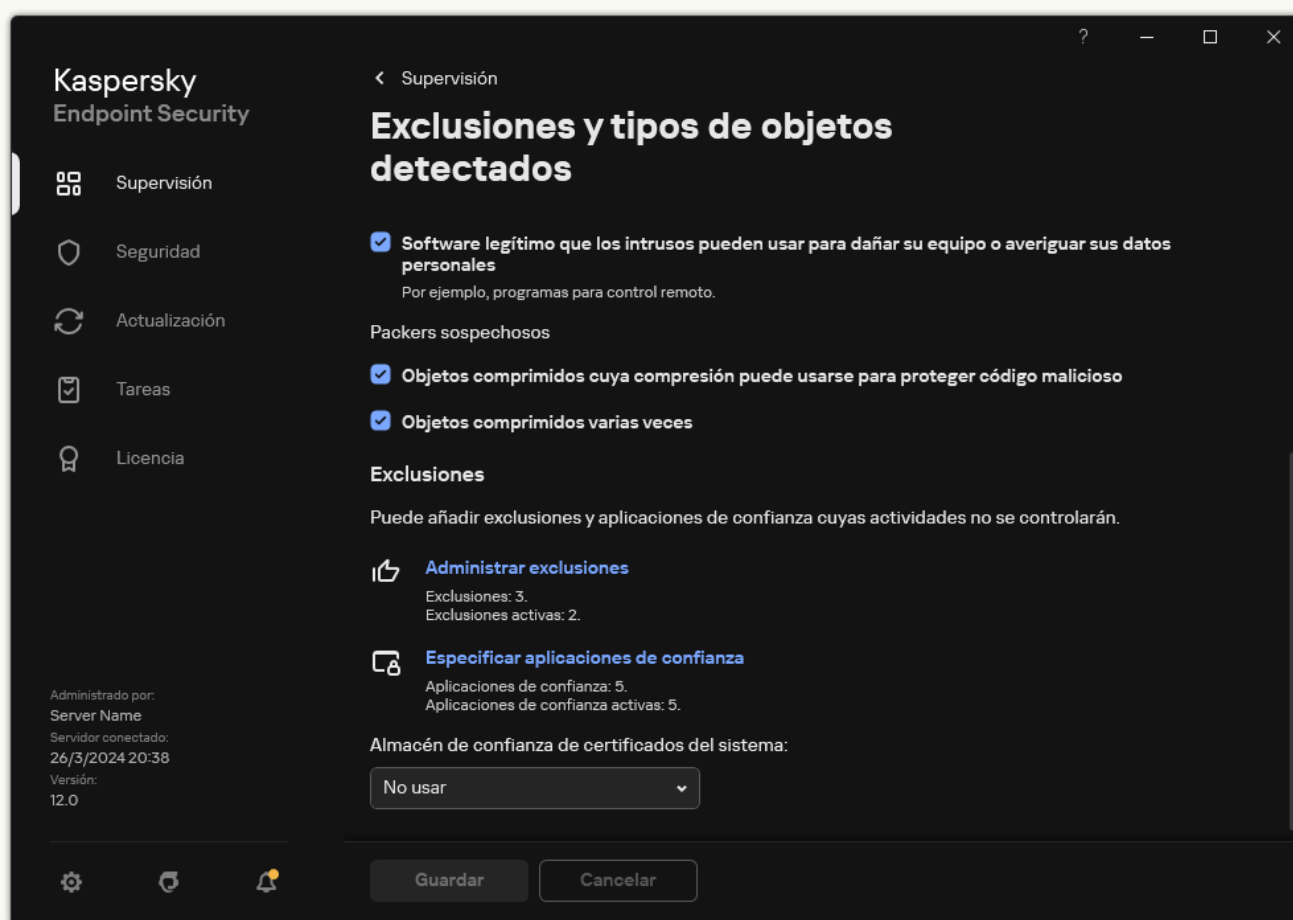 ?
Kaspersky
Endpoint Security
Supervisión
Seguridad
Actualización
Tareas
Licencia
Administrado por:
Server Name
Servidor conectado:
26/3/2024 20:38
Versión:
12.0
Supervisión
Exclusiones y tipos de objetos
detectados
Software legítimo que los intrusos pueden usar para dañar su equipo o averiguar sus datos
personales
Por ejemplo, programas para control remoto.
Packers sospechosos
Objetos comprimidos cuya compresión puede usarse para proteger código malicioso
Objetos comprimidos varias veces
Exclusiones
Puede añadir exclusiones y aplicaciones de confianza cuyas actividades no se controlarán.
Administrar exclusiones
Exclusiones: 3.
Exclusiones activas: 2.
Especificar aplicaciones de confianza
Aplicaciones de confianza: 5.
Aplicaciones de confianza activas: 5.
Almacén de confianza de certificados del sistema:
No usar
Guardar
Cancelar